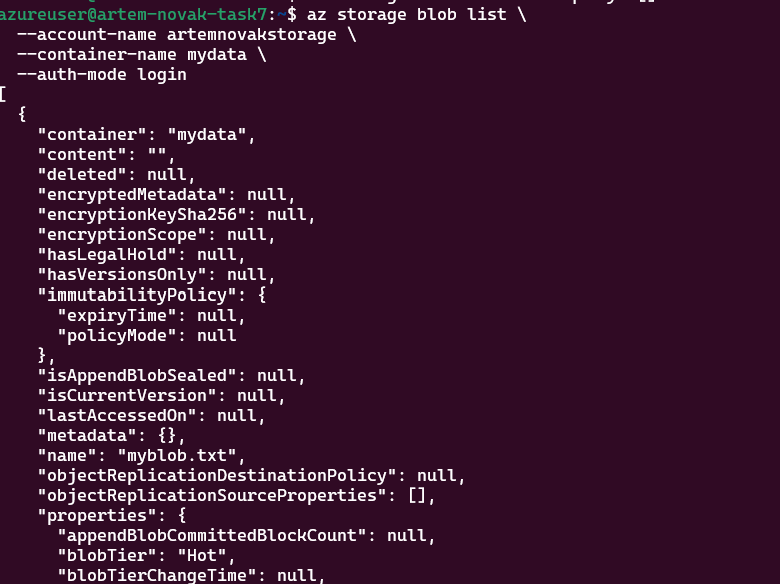 azureuser@artem-novak-task7:~$ az storage blob list \
  --account-name artemnovakstorage \
  --container-name mydata \
  --auth-mode login
[
  {
    "container": "mydata",
    "content": "",
    "deleted": null,
    "encryptedMetadata": null,
    "encryptionKeySha256": null,
    "encryptionScope": null,
    "hasLegalHold": null,
    "hasVersionsOnly": null,
    "immutabilityPolicy": {
      "expiryTime": null,
      "policyMode": null
    },
    "isAppendBlobSealed": null,
    "isCurrentVersion": null,
    "lastAccessedOn": null,
    "metadata": {},
    "name": "myblob.txt",
    "objectReplicationDestinationPolicy": null,
    "objectReplicationSourceProperties": [],
    "properties": {
      "appendBlobCommittedBlockCount": null,
      "blobTier": "Hot",
      "blobTierChangeTime": null,